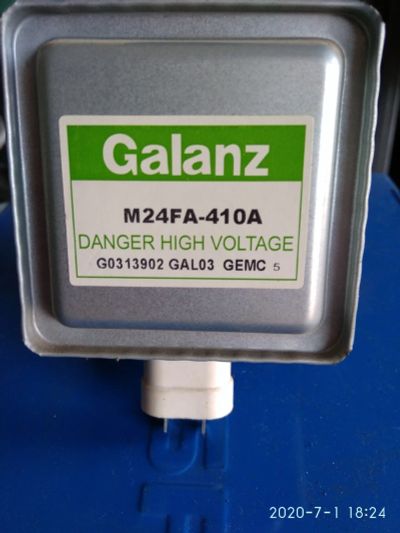 Galanz
M24FA-410A
DANGER HIGH VOLTAGE
G0313902 GAL03 GEMC 5
2020-7-1 18:24